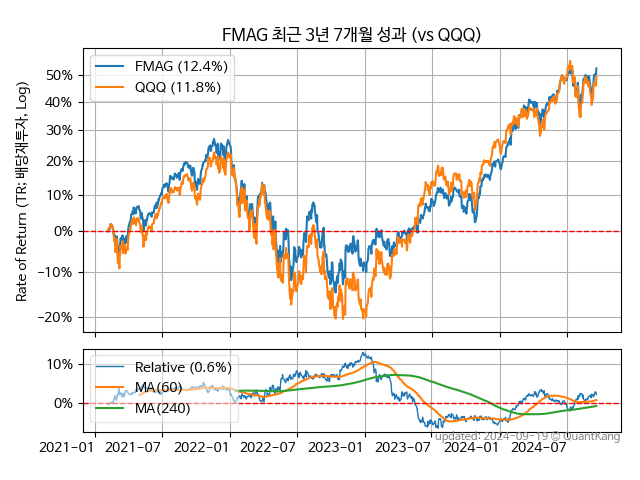 FMAG 최근 3년 7개월 성과 (vs QQQ)
FMAG (12.4%)
QQQ (11.8%)
50%
40%
30%
20%
10%
0%
−10%
−20%
Rate of Return (TR: 배당재투자, Log)
Relative (0.6%)
MA(60)
MA(240)
10%
0%
2021−01 2021−07 2022−01 2022−07 2023−01 2023−07 2024−01 2024−07
updated: 2024-09-19 © QuantKang